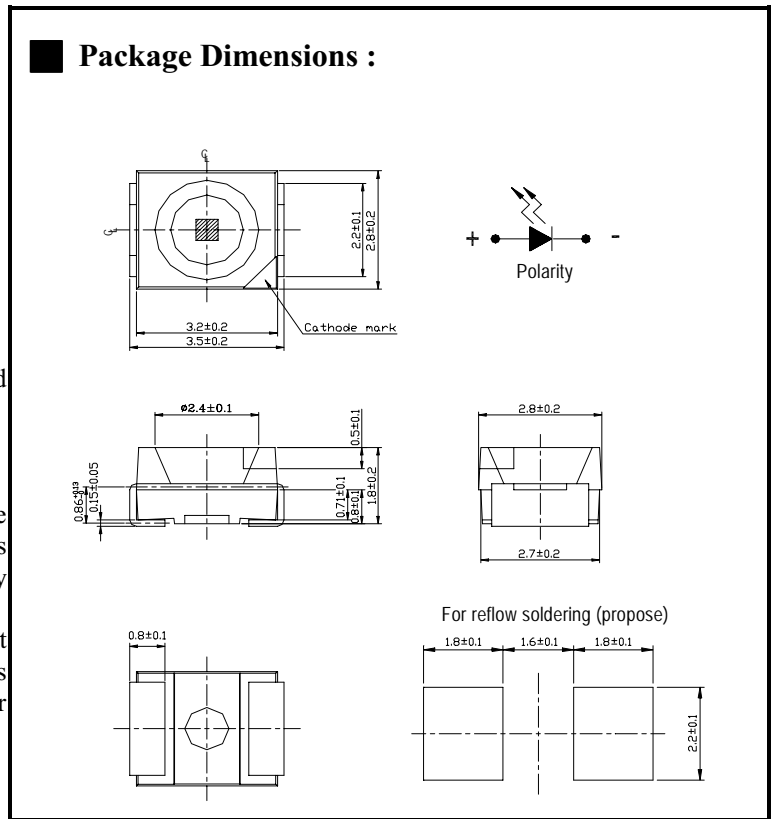 Package Dimensions :
℄
℄
2.2±0.1
2.8±0.2
+
-
Polarity
Cathode mark
3.2±0.2
3.5±0.2
d
ø2.4±0.1
0.5±0.1
2.8±0.2
0.86
0.15±0.05
0.71±0.1
0.8±0.1
1.8±0.2
e
s
y
2.7±0.2
For reflow soldering (propose)
0.8±0.1
1.8±0.1
1.6±0.1
1.8±0.1
t
s
r
2.2±0.1